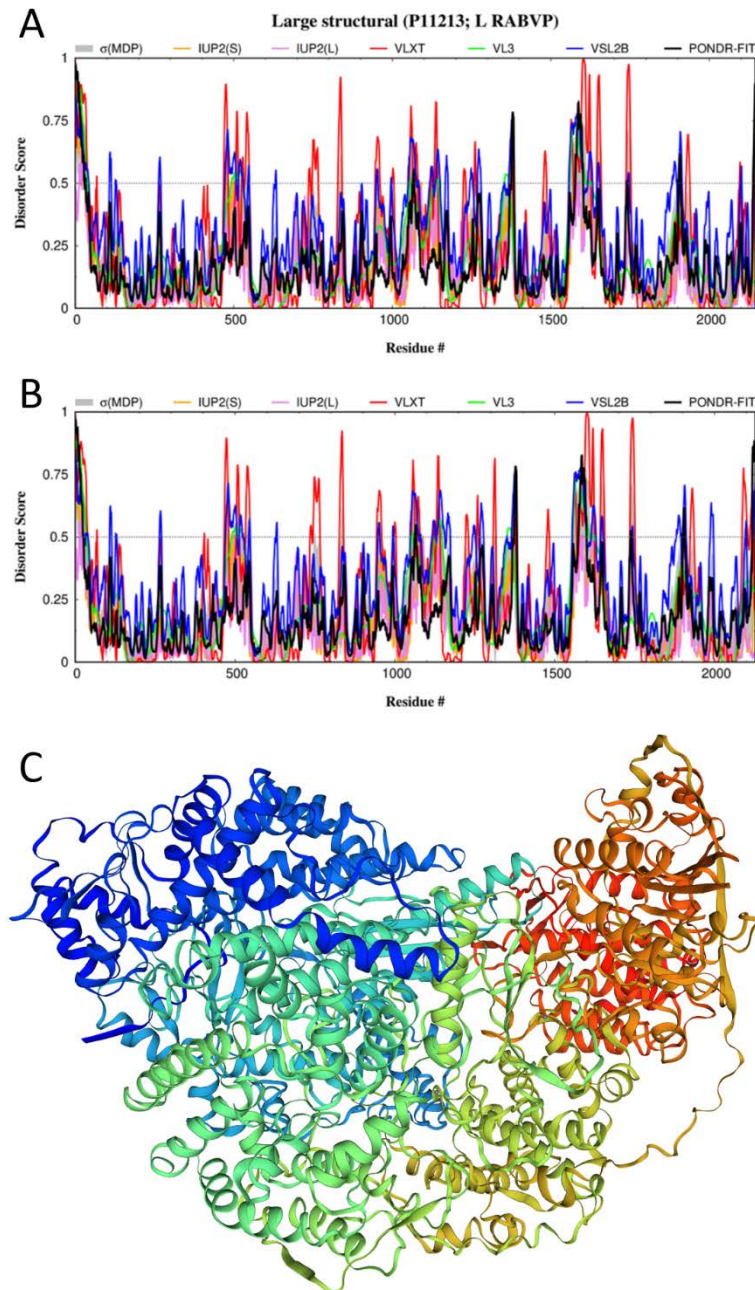 A
Large structural (P11213; L RABVP)
σ(MDP) IUP2(S) IUP2(L) VLXT VL3 VSL2B PONDR-FIT
1
0.75
0.5
0.25
0
Disorder Score
0 500 1000 1500 2000
Residue #
B
σ(MDP) IUP2(S) IUP2(L) VLXT VL3 VSL2B PONDR-FIT
1
0.75
0.5
0.25
0
Disorder Score
0 500 1000 1500 2000
Residue #
C